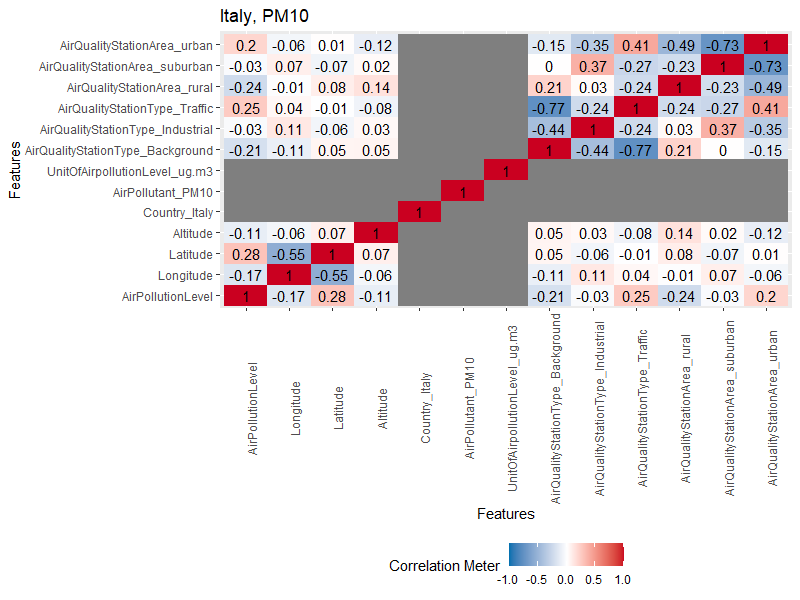 Italy, PM10
AirQualityStationArea_urban 0.2 -0.06 0.01 -0.12 -0.15 -0.35 0.41 -0.49 -0.73 1
AirQualityStationArea_suburban -0.03 0.07 -0.07 0.02 0 0.37 -0.27 -0.23 1 -0.73
AirQualityStationArea_rural -0.24 -0.01 0.08 0.14 0.21 0.03 -0.24 1 -0.23 -0.49
AirQualityStationType_Traffic 0.25 0.04 -0.01 -0.08 -0.77 -0.24 1 -0.24 -0.27 0.41
AirQualityStationType_Industrial -0.03 0.11 -0.06 0.03 -0.44 1 -0.24 0.03 0.37 -0.35
AirQualityStationType_Background -0.21 -0.11 0.05 0.05 1 -0.44 -0.77 0.21 0 -0.15
UnitOfAirpollutionLevel_ug.m3 1
AirPollutant_PM10 1
Country_Italy 1
Altitude -0.11 -0.06 0.07 1 0.05 0.03 -0.08 0.14 0.02 -0.12
Latitude 0.28 -0.55 1 0.07 0.05 -0.06 -0.01 0.08 -0.07 0.01
Longitude -0.17 1 -0.55 -0.06 -0.11 0.11 0.04 -0.01 0.07 -0.06
AirPollutionLevel 1 -0.17 0.28 -0.11 -0.21 -0.03 0.25 -0.24 -0.03 0.2
Features
AirPollutionLevel
Longitude
Latitude
Altitude
Country_Italy
AirPollutant_PM10
UnitOfAirpollutionLevel_ug.m3
AirQualityStationType_Background
AirQualityStationType_Industrial
AirQualityStationType_Traffic
AirQualityStationArea_rural
AirQualityStationArea_suburban
AirQualityStationArea_urban
Features
Correlation Meter
-1.0 -0.5 0.0 0.5 1.0